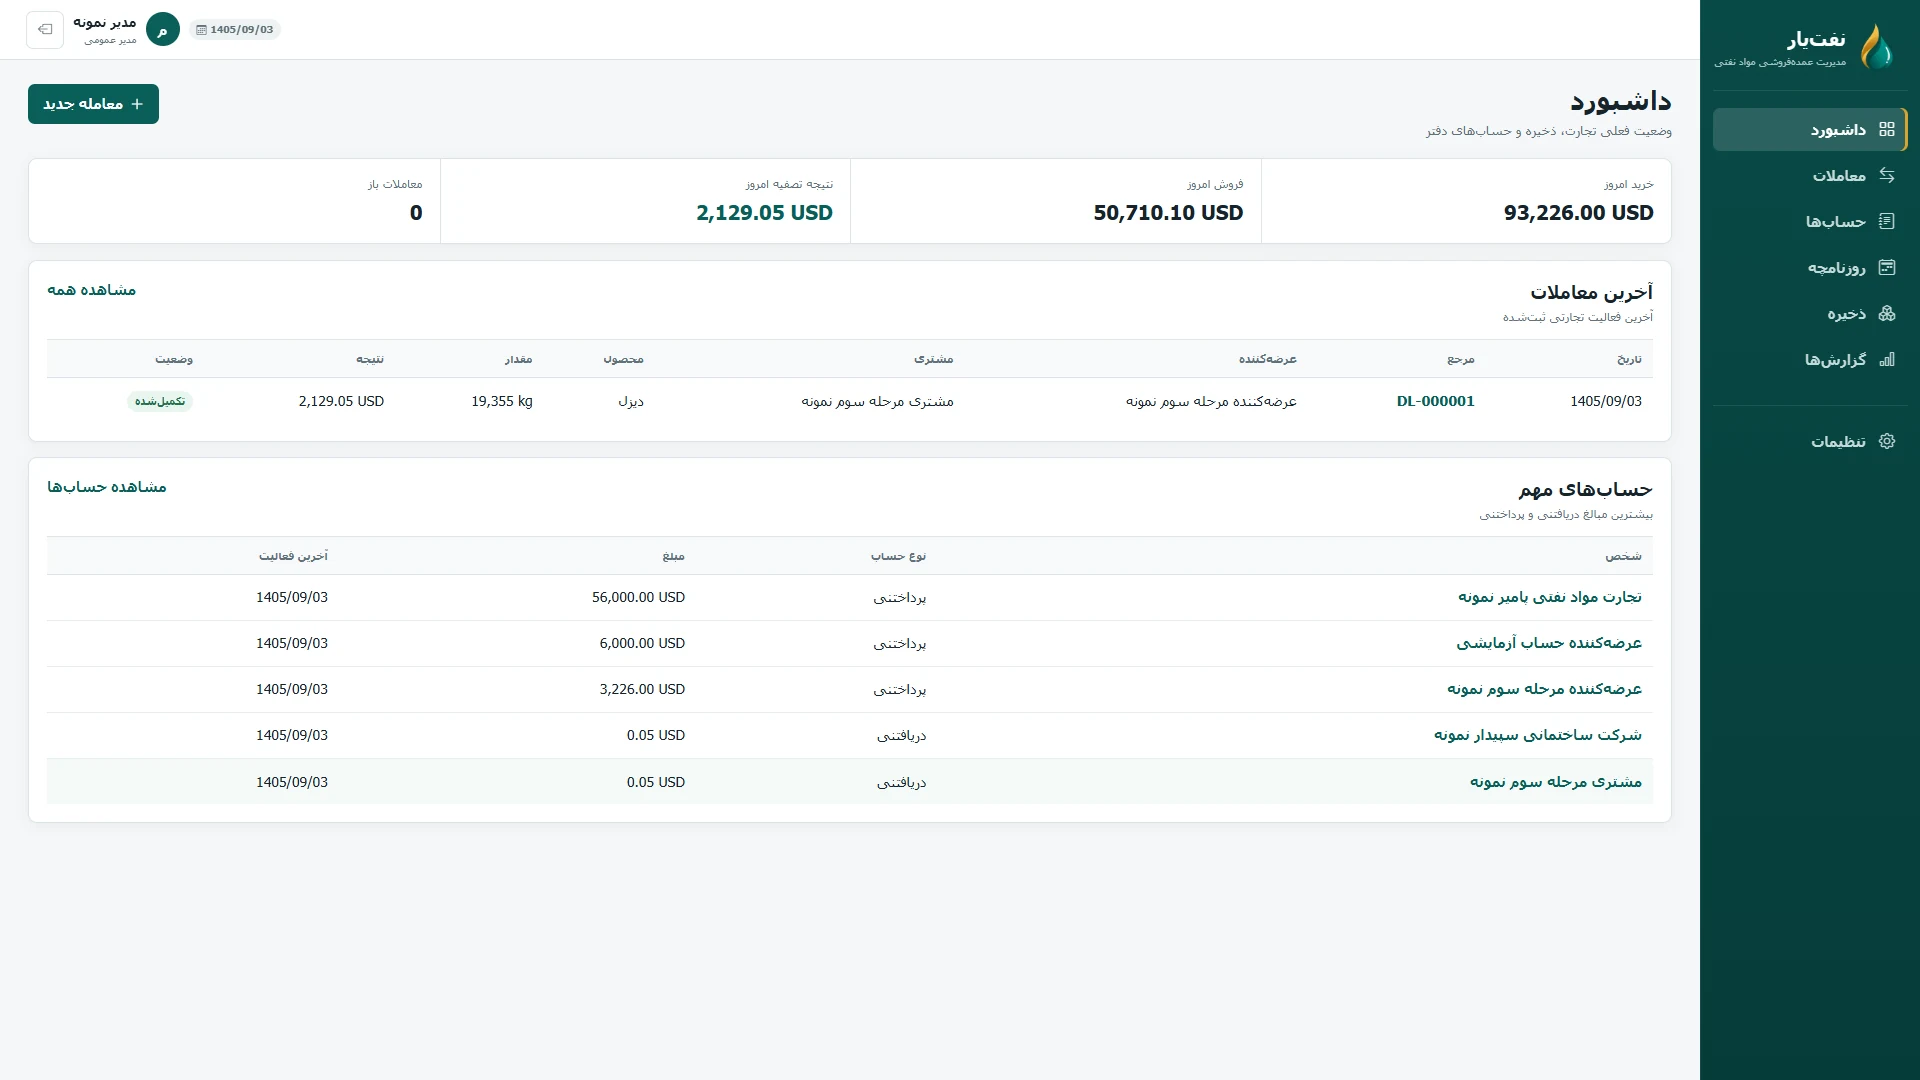 نفت‌یار
مدیریت عمده‌فروشی مواد نفتی
داشبورد
معاملات
حساب‌ها
روزنامچه
ذخیره
گزارش‌ها
تنظیمات
1405/09/03
م
مدیر نمونه
مدیر عمومی
داشبورد
وضعیت فعلی تجارت، ذخیره و حساب‌های دفتر
+ معامله جدید
خرید امروز
93,226.00 USD
فروش امروز
50,710.10 USD
نتیجه تصفیه امروز
2,129.05 USD
معاملات باز
0
آخرین معاملات
آخرین فعالیت تجارتی ثبت‌شده
مشاهده همه
تاریخ مرجع عرضه‌کننده مشتری محصول مقدار نتیجه وضعیت
1405/09/03 DL-000001 عرضه‌کننده مرحله سوم نمونه مشتری مرحله سوم نمونه دیزل 19,355 kg 2,129.05 USD تکمیل‌شده
حساب‌های مهم
بیشترین مبالغ دریافتنی و پرداختنی
مشاهده حساب‌ها
شخص نوع حساب مبلغ آخرین فعالیت
تجارت مواد نفتی پامیر نمونه پرداختنی 56,000.00 USD 1405/09/03
عرضه‌کننده حساب آزمایشی پرداختنی 6,000.00 USD 1405/09/03
عرضه‌کننده مرحله سوم نمونه پرداختنی 3,226.00 USD 1405/09/03
شرکت ساختمانی سپیدار نمونه دریافتنی 0.05 USD 1405/09/03
مشتری مرحله سوم نمونه دریافتنی 0.05 USD 1405/09/03